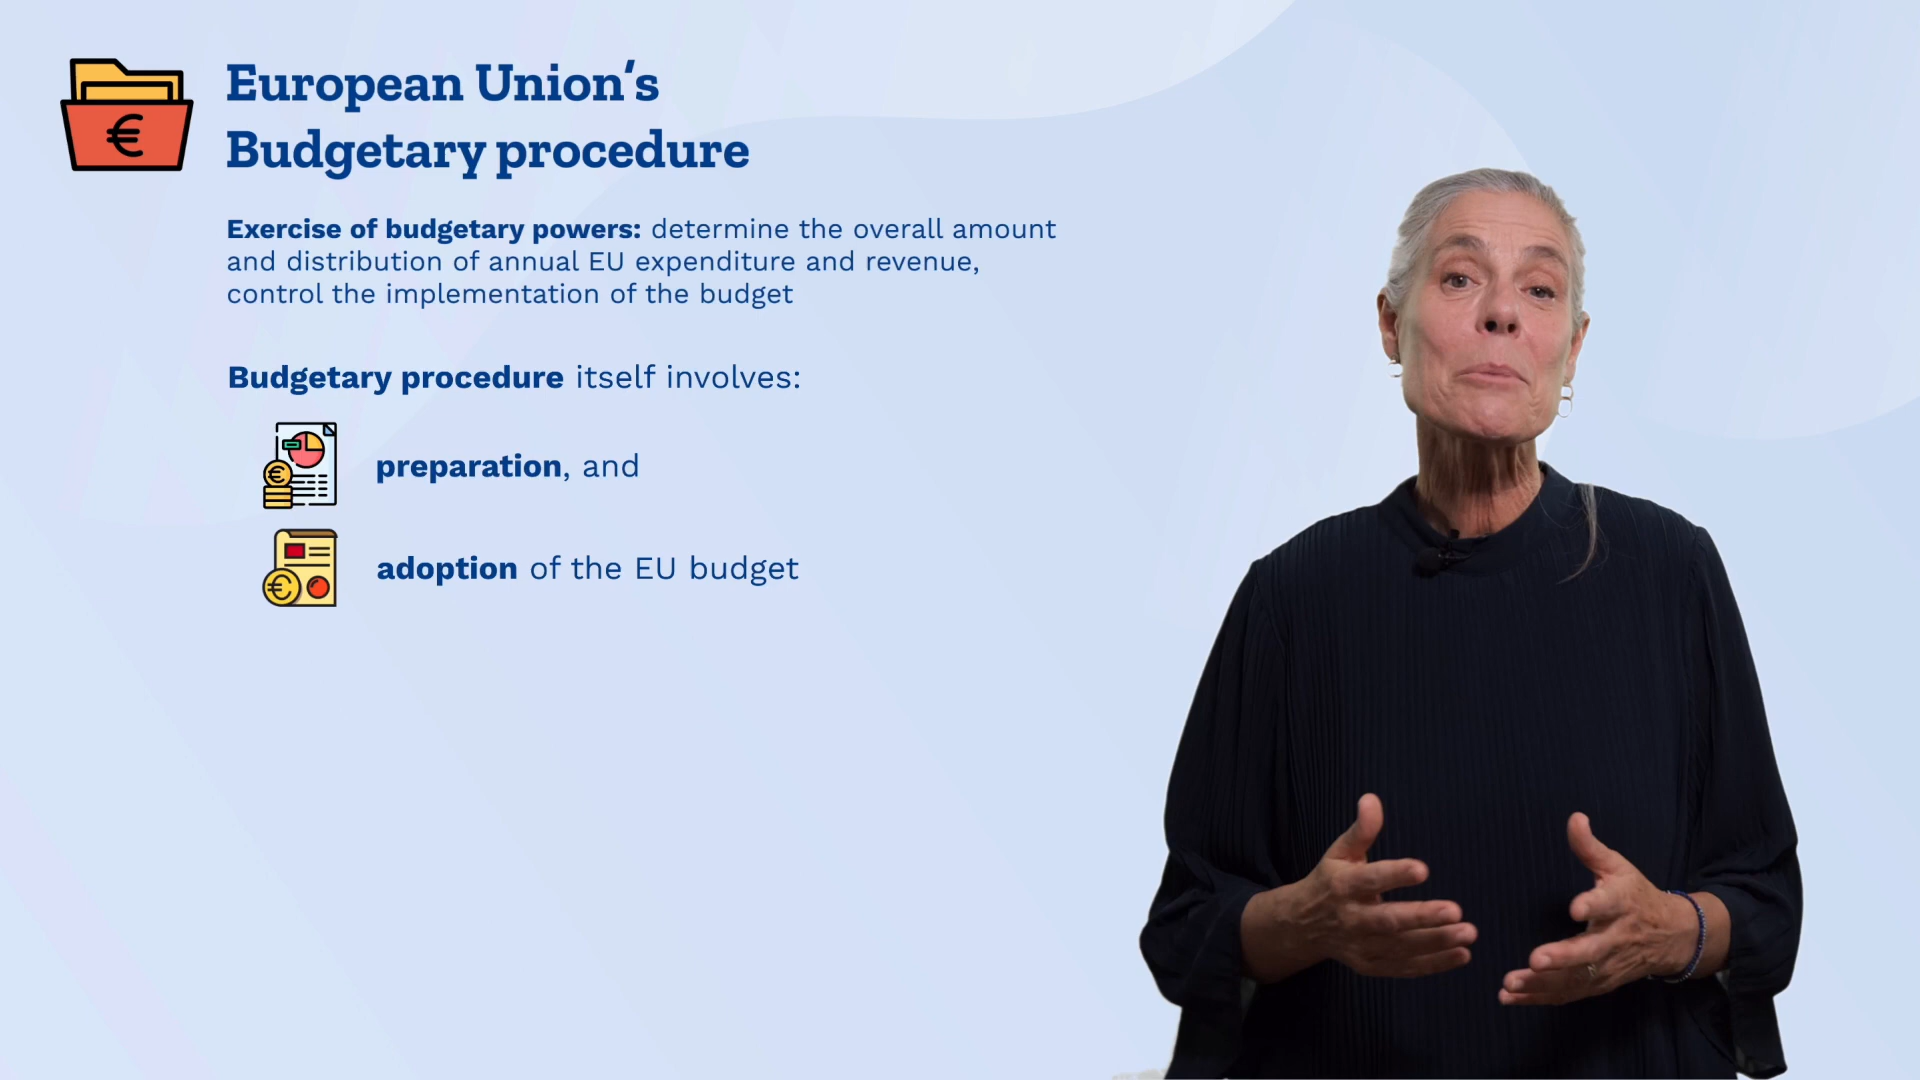 European Union’s
Budgetary procedure
Exercise of budgetary powers: determine the overall amount
and distribution of annual EU expenditure and revenue,
control the implementation of the budget
Budgetary procedure itself involves:
preparation, and
adoption of the EU budget